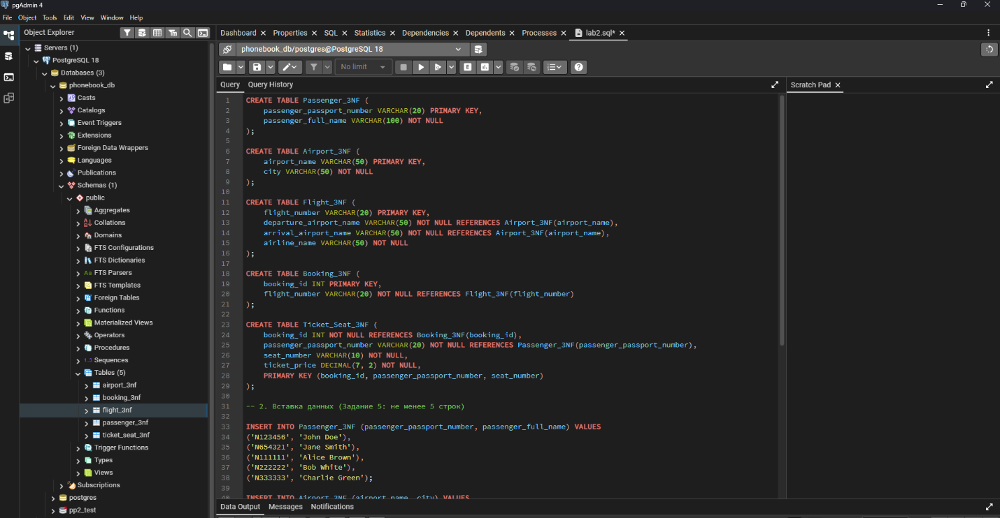 pgAdmin 4
File Object Tools Edit View Window Help
Object Explorer
Servers (1)
PostgreSQL 18
Databases (3)
phonebook_db
Casts
Catalogs
Event Triggers
Extensions
Foreign Data Wrappers
Languages
Publications
Schemas (1)
public
Aggregates
Collations
Domains
FTS Configurations
FTS Dictionaries
FTS Parsers
FTS Templates
Foreign Tables
Functions
Materialized Views
Operators
Procedures
Sequences
Tables (5)
airport_3nf
booking_3nf
flight_3nf
passenger_3nf
ticket_seat_3nf
Trigger Functions
Types
Views
Subscriptions
postgres
pp2_test
Dashboard Properties SQL Statistics Dependencies Dependents Processes lab2.sql*
phonebook_db/postgres@PostgreSQL 18
No limit
Query Query History
Scratch Pad
1 CREATE TABLE Passenger_3NF (
2 passenger_passport_number VARCHAR(20) PRIMARY KEY,
3 passenger_full_name VARCHAR(100) NOT NULL
4 );
5
6 CREATE TABLE Airport_3NF (
7 airport_name VARCHAR(50) PRIMARY KEY,
8 city VARCHAR(50) NOT NULL
9 );
10
11 CREATE TABLE Flight_3NF (
12 flight_number VARCHAR(20) PRIMARY KEY,
13 departure_airport_name VARCHAR(50) NOT NULL REFERENCES Airport_3NF(airport_name),
14 arrival_airport_name VARCHAR(50) NOT NULL REFERENCES Airport_3NF(airport_name),
15 airline_name VARCHAR(50) NOT NULL
16 );
17
18 CREATE TABLE Booking_3NF (
19 booking_id INT PRIMARY KEY,
20 flight_number VARCHAR(20) NOT NULL REFERENCES Flight_3NF(flight_number)
21 );
22
23 CREATE TABLE Ticket_Seat_3NF (
24 booking_id INT NOT NULL REFERENCES Booking_3NF(booking_id),
25 passenger_passport_number VARCHAR(20) NOT NULL REFERENCES Passenger_3NF(passenger_passport_number),
26 seat_number VARCHAR(10) NOT NULL,
27 ticket_price DECIMAL(7, 2) NOT NULL,
28 PRIMARY KEY (booking_id, passenger_passport_number, seat_number)
29 );
30
31 -- 2. Вставка данных (Задание 5: не менее 5 строк)
32
33 INSERT INTO Passenger_3NF (passenger_passport_number, passenger_full_name) VALUES
34 ('N123456', 'John Doe'),
35 ('N654321', 'Jane Smith'),
36 ('N111111', 'Alice Brown'),
37 ('N222222', 'Bob White'),
38 ('N333333', 'Charlie Green');
39
40 INSERT INTO Airport_3NF (airport_name, city) VALUES
Data Output Messages Notifications